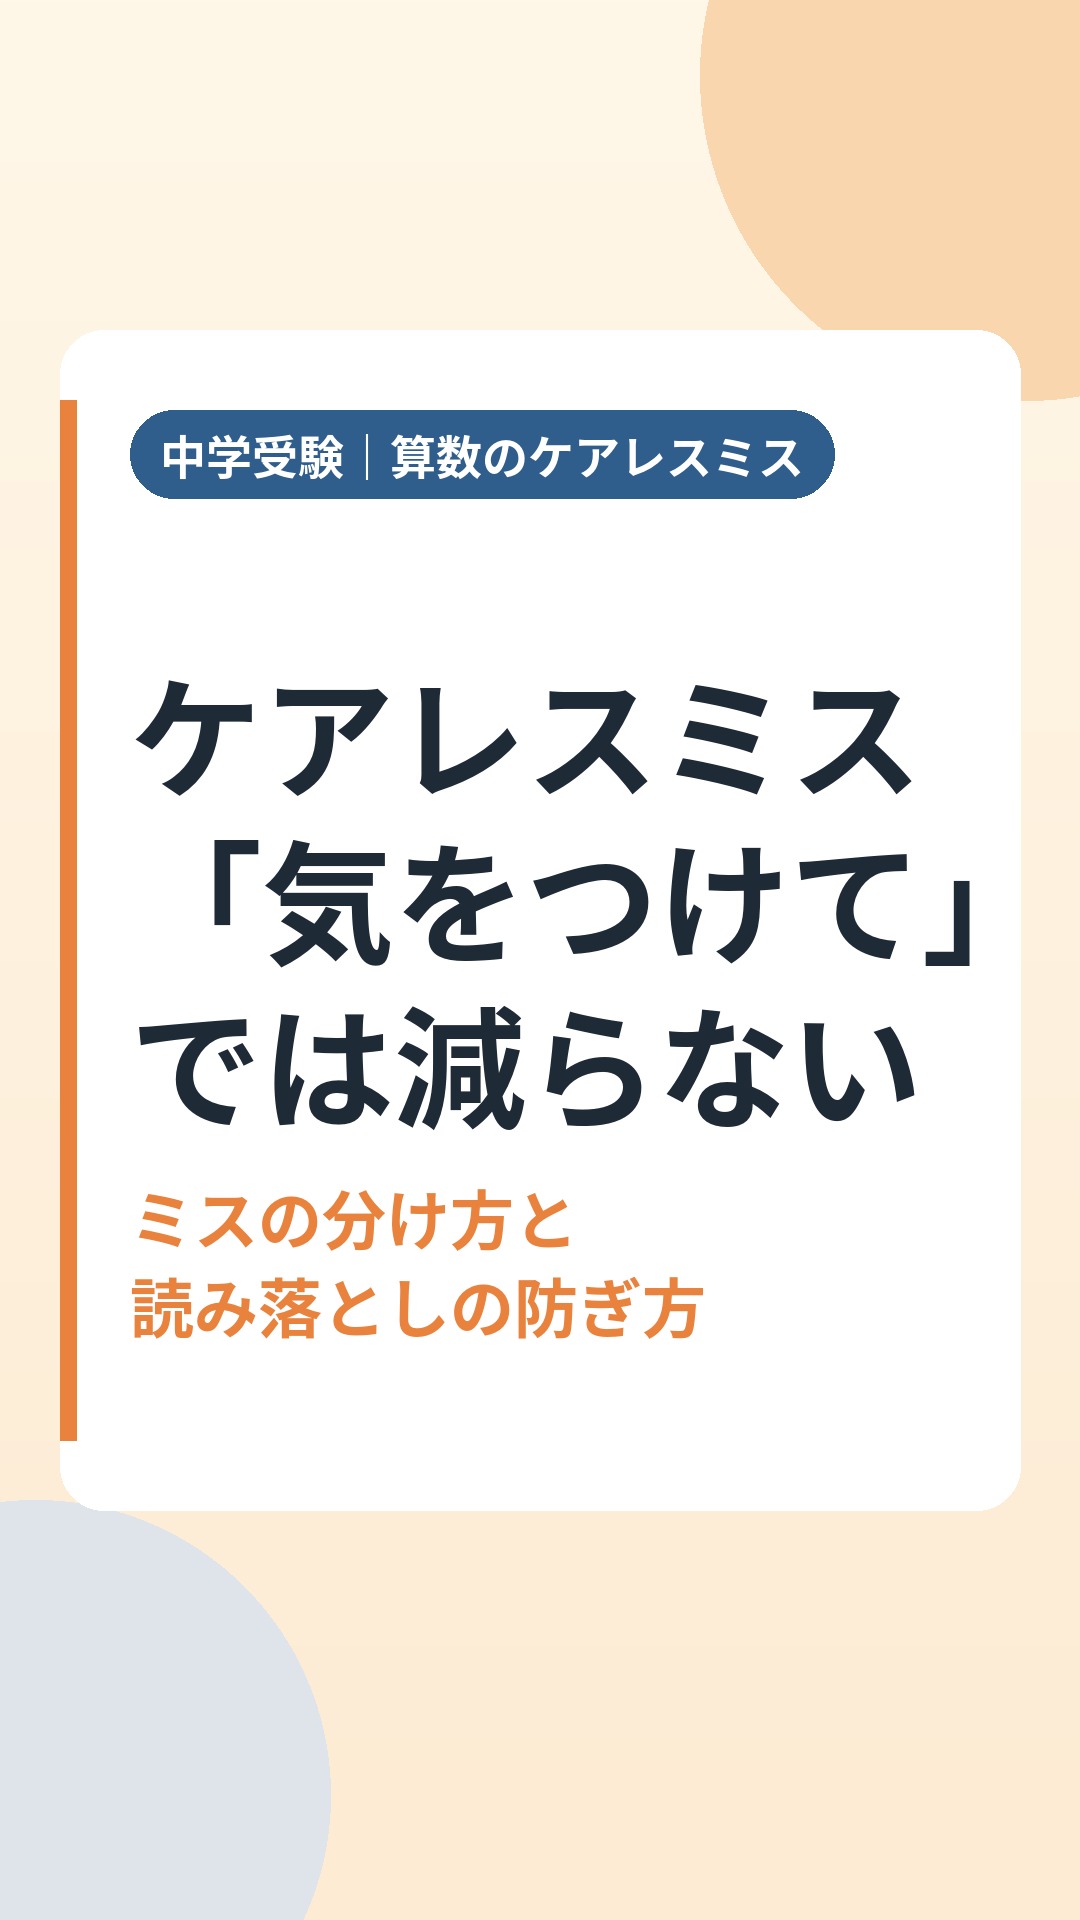 中学受験｜算数のケアレスミス
ケアレスミス
「気をつけて」
では減らない
ミスの分け方と
読み落としの防ぎ方